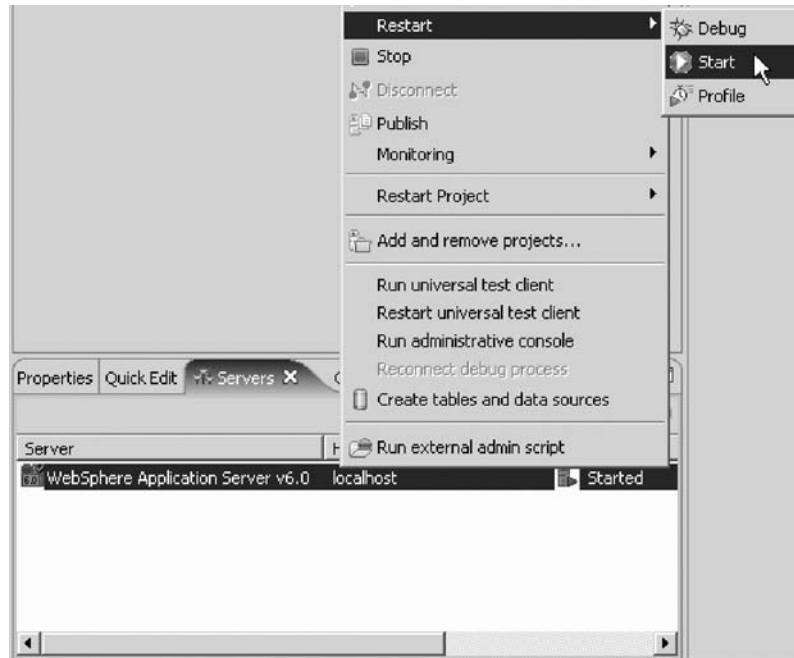 Restart
Debug
Start
Profile
Stop
Disconnect
Publish
Monitoring
Restart Project
Add and remove projects...
Run universal test client
Restart universal test client
Run administrative console
Reconnect debug process
Create tables and data sources
Run external admin script
Properties Quick Edit Servers
Server H
6.0 WebSphere Application Server v6.0 localhost Started